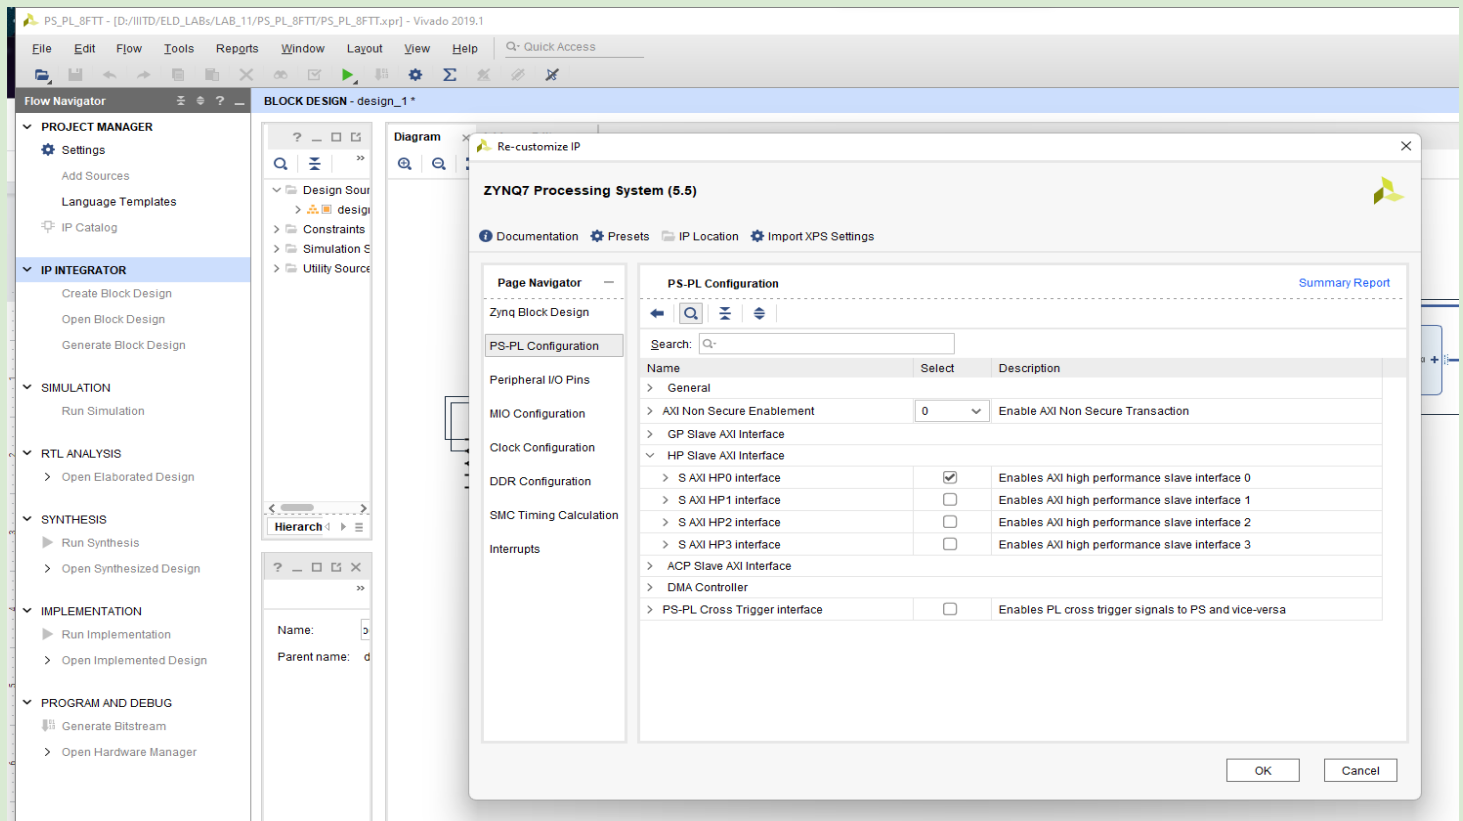 PS_PL_8FTT - [D:/IIITD/ELD_LABs/LAB_11/PS_PL_8FTT/PS_PL_8FTT.xpr] - Vivado 2019.1
File Edit Flow Tools Reports Window Layout View Help Quick Access
Flow Navigator
PROJECT MANAGER
Settings
Add Sources
Language Templates
IP Catalog
IP INTEGRATOR
Create Block Design
Open Block Design
Generate Block Design
SIMULATION
Run Simulation
RTL ANALYSIS
Open Elaborated Design
SYNTHESIS
Run Synthesis
Open Synthesized Design
IMPLEMENTATION
Run Implementation
Open Implemented Design
PROGRAM AND DEBUG
Generate Bitstream
Open Hardware Manager
BLOCK DESIGN - design_1 *
Design Sour
desig
Constraints
Simulation S
Utility Source
Hierarch
Name:
Parent name: d
Diagram
Re-customize IP
ZYNQ7 Processing System (5.5)
Documentation Presets IP Location Import XPS Settings
Page Navigator
Zynq Block Design
PS-PL Configuration
Peripheral I/O Pins
MIO Configuration
Clock Configuration
DDR Configuration
SMC Timing Calculation
Interrupts
PS-PL Configuration Summary Report
Search:
Name Select Description
General
AXI Non Secure Enablement 0 Enable AXI Non Secure Transaction
GP Slave AXI Interface
HP Slave AXI Interface
S AXI HP0 interface Enables AXI high performance slave interface 0
S AXI HP1 interface Enables AXI high performance slave interface 1
S AXI HP2 interface Enables AXI high performance slave interface 2
S AXI HP3 interface Enables AXI high performance slave interface 3
ACP Slave AXI Interface
DMA Controller
PS-PL Cross Trigger interface Enables PL cross trigger signals to PS and vice-versa
OK Cancel